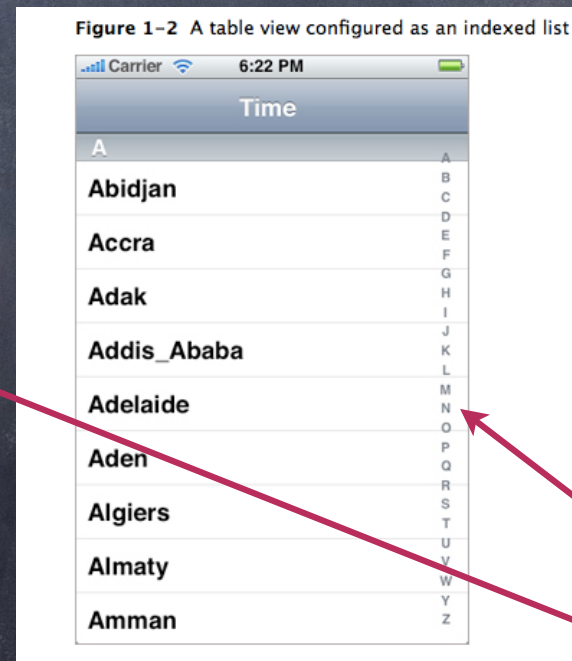 Figure 1-2 A table view configured as an indexed list
Carrier 6:22 PM
Time
A
Abidjan
Accra
Adak
Addis_Ababa
Adelaide
Aden
Algiers
Almaty
Amman
A
B
C
D
E
F
G
H
I
J
K
L
M
N
O
P
Q
R
S
T
U
V
W
Y
Z